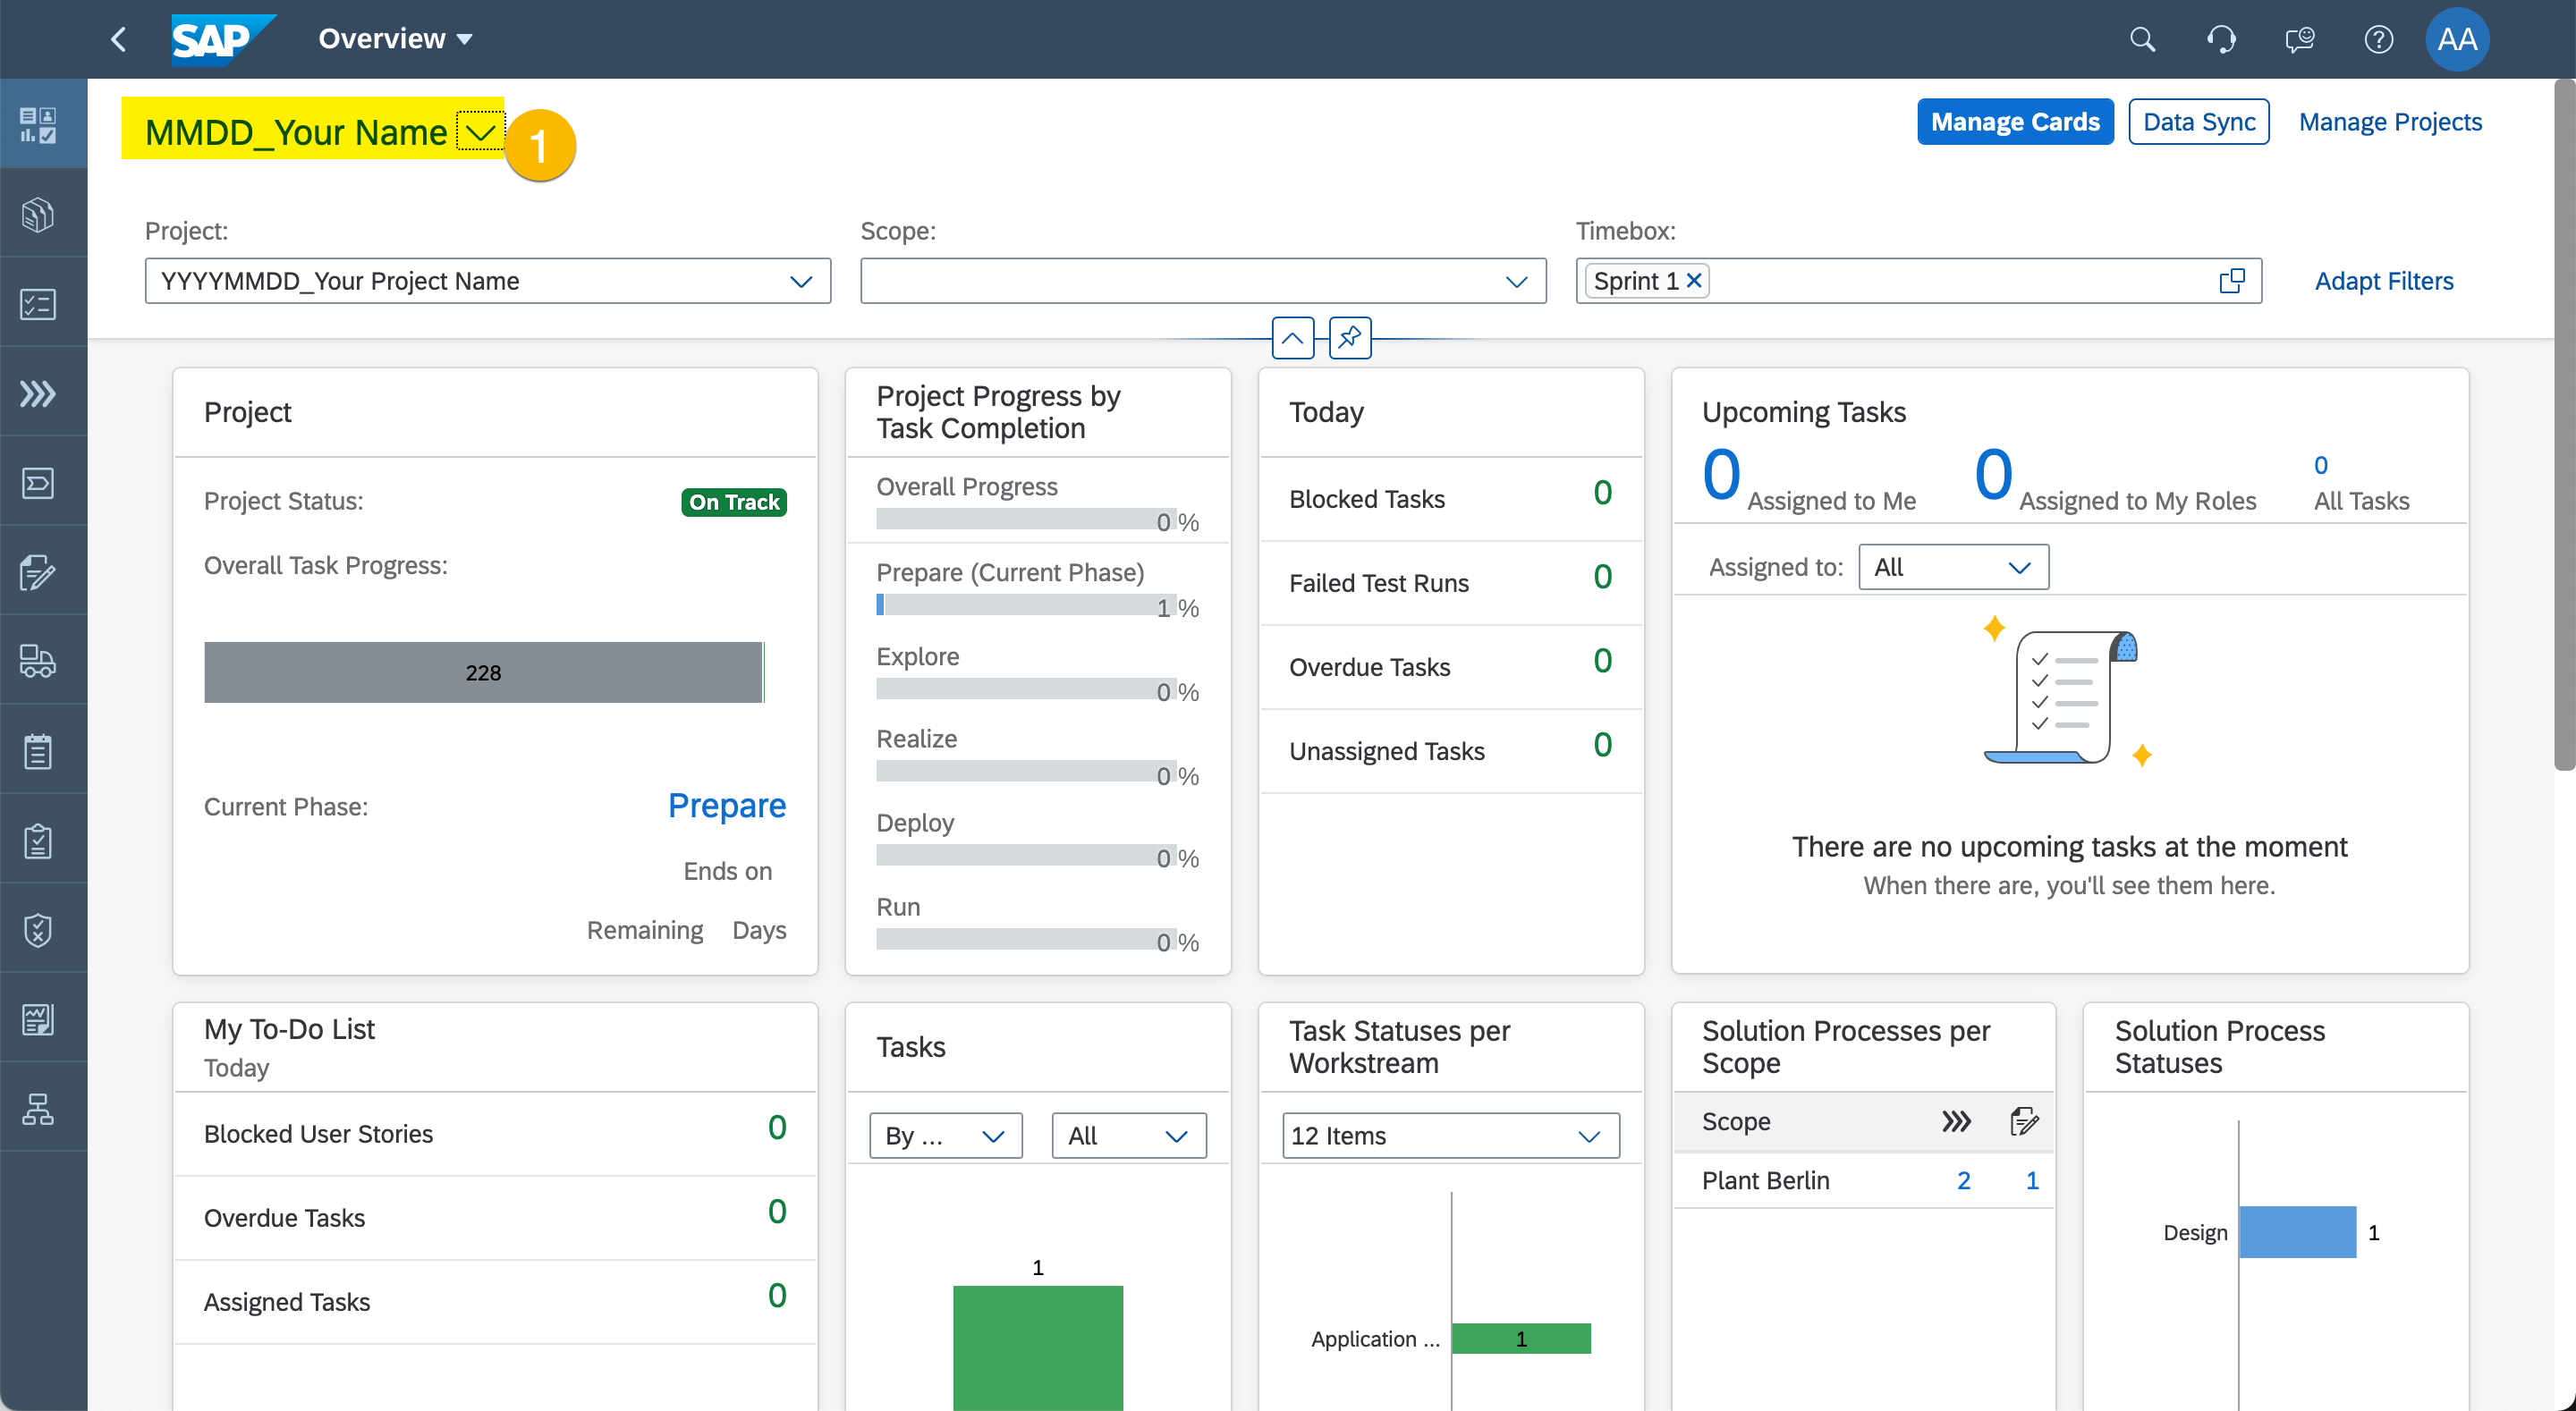 SAP Overview AA
MMDD_Your Name 1
Manage Cards Data Sync Manage Projects
Project: Scope: Timebox:
YYYYMMDD_Your Project Name Sprint 1 Adapt Filters
Project
Project Status: On Track
Overall Task Progress:
228
Current Phase: Prepare
Ends on
Remaining Days
Project Progress by
Task Completion
Overall Progress
0 %
Prepare (Current Phase)
1 %
Explore
0 %
Realize
0 %
Deploy
0 %
Run
0 %
Today
Blocked Tasks 0
Failed Test Runs 0
Overdue Tasks 0
Unassigned Tasks 0
Upcoming Tasks
0 Assigned to Me 0 Assigned to My Roles 0 All Tasks
Assigned to: All
There are no upcoming tasks at the moment
When there are, you'll see them here.
My To-Do List
Today
Blocked User Stories 0
Overdue Tasks 0
Assigned Tasks 0
Tasks
By ... All
1
Task Statuses per
Workstream
12 Items
Application ... 1
Solution Processes per
Scope
Scope
Plant Berlin 2 1
Solution Process
Statuses
Design 1